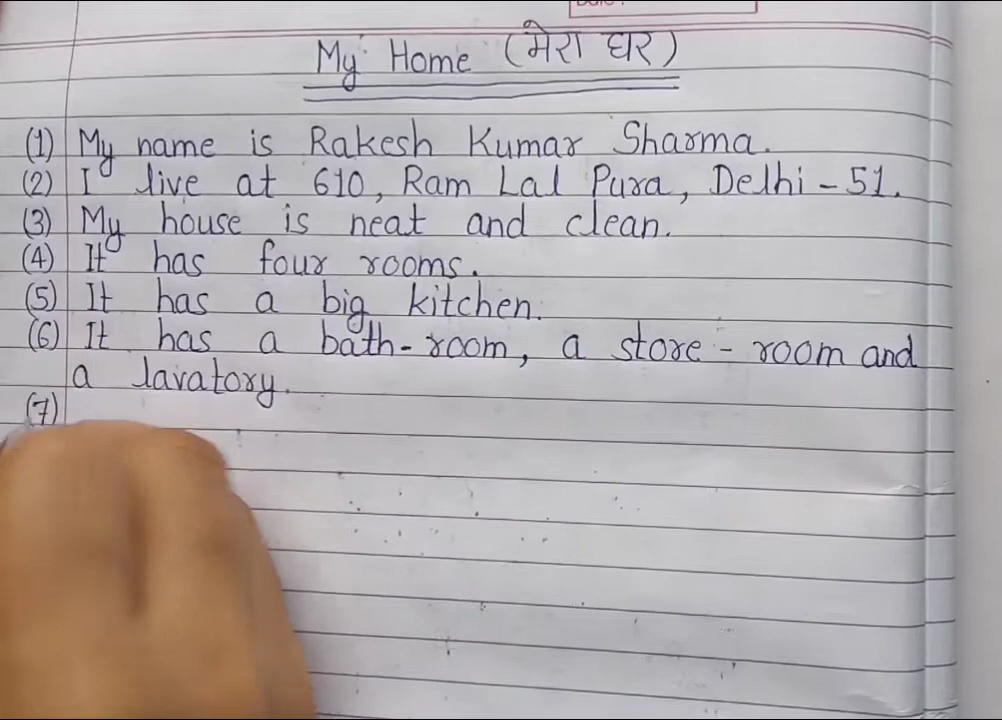 My Home (मेरा घर)
(1) My name is Rakesh Kumar Sharma.
(2) I live at 610, Ram Lal Pura, Delhi - 51.
(3) My house is neat and clean.
(4) It has four rooms.
(5) It has a big kitchen.
(6) It has a bath-room, a store-room and
a lavatory.
(7)